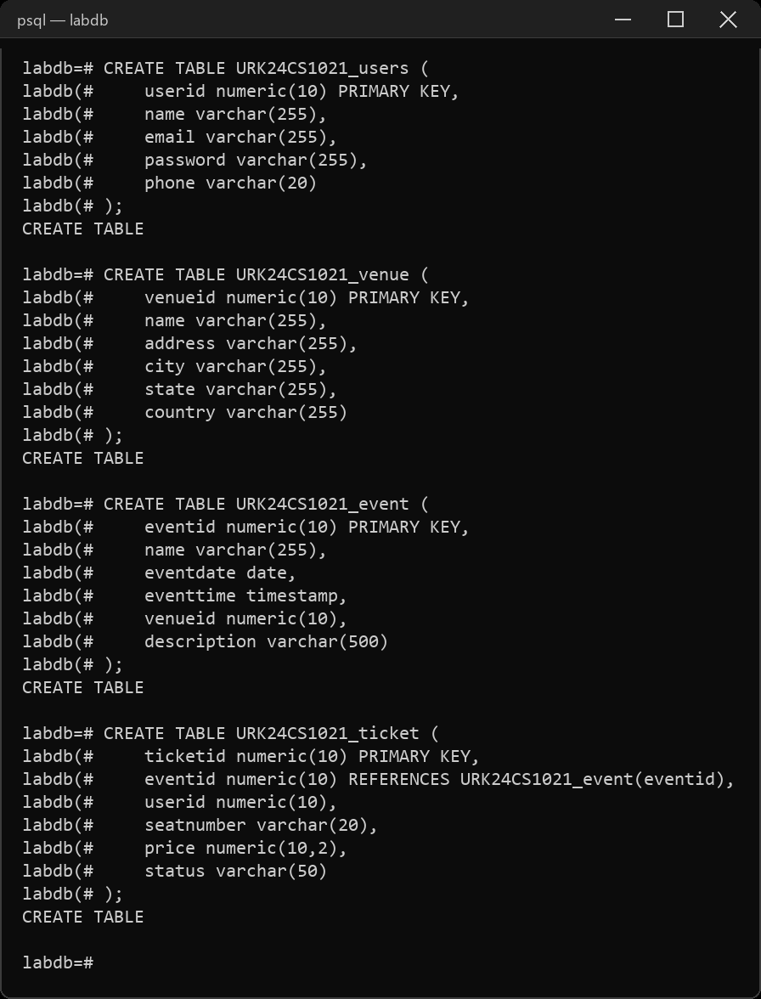 psql — labdb
labdb=# CREATE TABLE URK24CS1021_users (
labdb(#     userid numeric(10) PRIMARY KEY,
labdb(#     name varchar(255),
labdb(#     email varchar(255),
labdb(#     password varchar(255),
labdb(#     phone varchar(20)
labdb(# );
CREATE TABLE

labdb=# CREATE TABLE URK24CS1021_venue (
labdb(#     venueid numeric(10) PRIMARY KEY,
labdb(#     name varchar(255),
labdb(#     address varchar(255),
labdb(#     city varchar(255),
labdb(#     state varchar(255),
labdb(#     country varchar(255)
labdb(# );
CREATE TABLE

labdb=# CREATE TABLE URK24CS1021_event (
labdb(#     eventid numeric(10) PRIMARY KEY,
labdb(#     name varchar(255),
labdb(#     eventdate date,
labdb(#     eventtime timestamp,
labdb(#     venueid numeric(10),
labdb(#     description varchar(500)
labdb(# );
CREATE TABLE

labdb=# CREATE TABLE URK24CS1021_ticket (
labdb(#     ticketid numeric(10) PRIMARY KEY,
labdb(#     eventid numeric(10) REFERENCES URK24CS1021_event(eventid),
labdb(#     userid numeric(10),
labdb(#     seatnumber varchar(20),
labdb(#     price numeric(10,2),
labdb(#     status varchar(50)
labdb(# );
CREATE TABLE

labdb=#